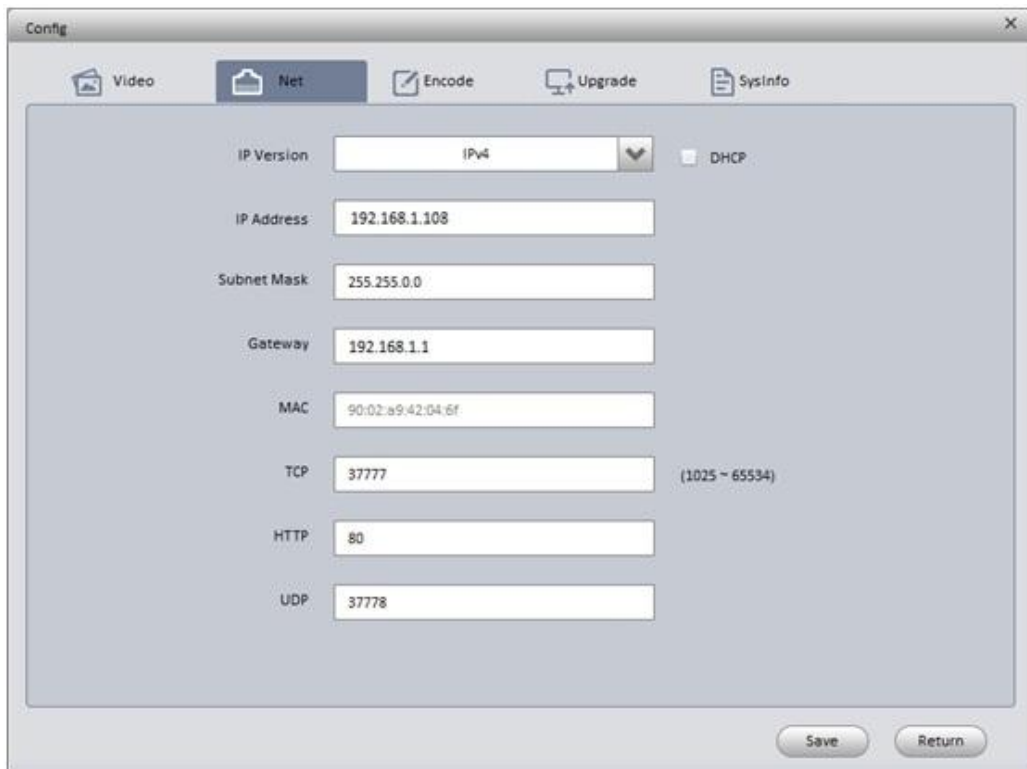 Config
Video Net Encode Upgrade SysInfo
IP Version IPv4 DHCP
IP Address 192.168.1.108
Subnet Mask 255.255.0.0
Gateway 192.168.1.1
MAC 90:02:a9:42:04:6f
TCP 37777 (1025 ~ 65534)
HTTP 80
UDP 37778
Save Return